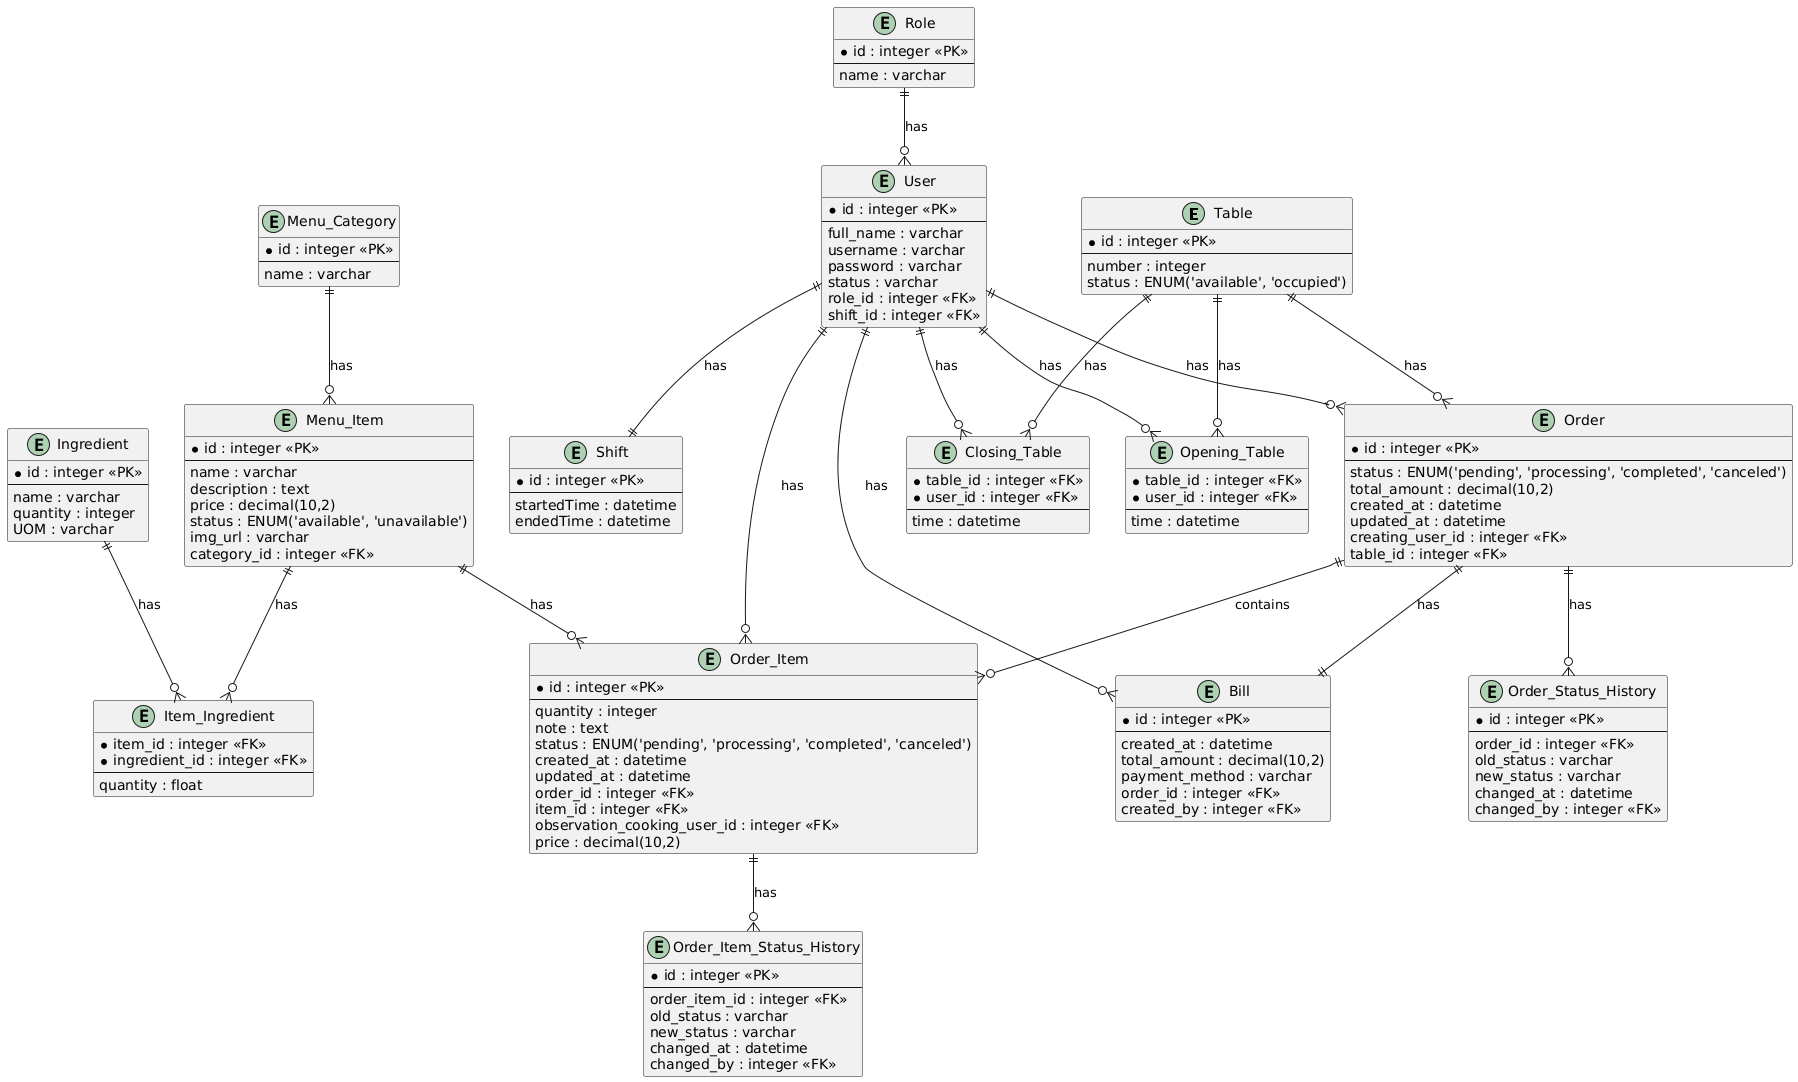 E Role
* id : integer «PK»
name : varchar
has
E User
* id : integer «PK»
full_name : varchar
username : varchar
password : varchar
status : varchar
role_id : integer «FK»
shift_id : integer «FK»
E Table
* id : integer «PK»
number : integer
status : ENUM('available', 'occupied')
E Menu_Category
* id : integer «PK»
name : varchar
has
has
has
has
has
has
has
has
E Ingredient
* id : integer «PK»
name : varchar
quantity : integer
UOM : varchar
E Menu_Item
* id : integer «PK»
name : varchar
description : text
price : decimal(10,2)
status : ENUM('available', 'unavailable')
img_url : varchar
category_id : integer «FK»
E Shift
* id : integer «PK»
startedTime : datetime
endedTime : datetime
has
has
E Closing_Table
* table_id : integer «FK»
* user_id : integer «FK»
time : datetime
E Opening_Table
* table_id : integer «FK»
* user_id : integer «FK»
time : datetime
E Order
* id : integer «PK»
status : ENUM('pending', 'processing', 'completed', 'canceled')
total_amount : decimal(10,2)
created_at : datetime
updated_at : datetime
creating_user_id : integer «FK»
table_id : integer «FK»
has
has
has
contains
has
has
E Item_Ingredient
* item_id : integer «FK»
* ingredient_id : integer «FK»
quantity : float
E Order_Item
* id : integer «PK»
quantity : integer
note : text
status : ENUM('pending', 'processing', 'completed', 'canceled')
created_at : datetime
updated_at : datetime
order_id : integer «FK»
item_id : integer «FK»
observation_cooking_user_id : integer «FK»
price : decimal(10,2)
E Bill
* id : integer «PK»
created_at : datetime
total_amount : decimal(10,2)
payment_method : varchar
order_id : integer «FK»
created_by : integer «FK»
E Order_Status_History
* id : integer «PK»
order_id : integer «FK»
old_status : varchar
new_status : varchar
changed_at : datetime
changed_by : integer «FK»
has
E Order_Item_Status_History
* id : integer «PK»
order_item_id : integer «FK»
old_status : varchar
new_status : varchar
changed_at : datetime
changed_by : integer «FK»